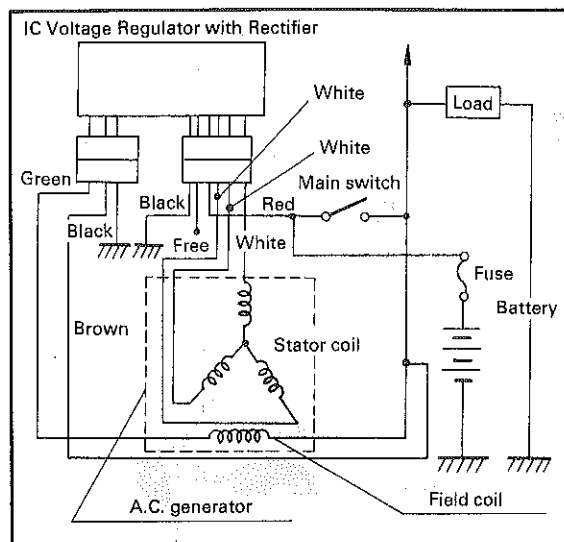 IC Voltage Regulator with Rectifier
White
Load
White
Green
Main switch
Black
Red
Black
Free
White
Fuse
Battery
Brown
Stator coil
A.C. generator
Field coil